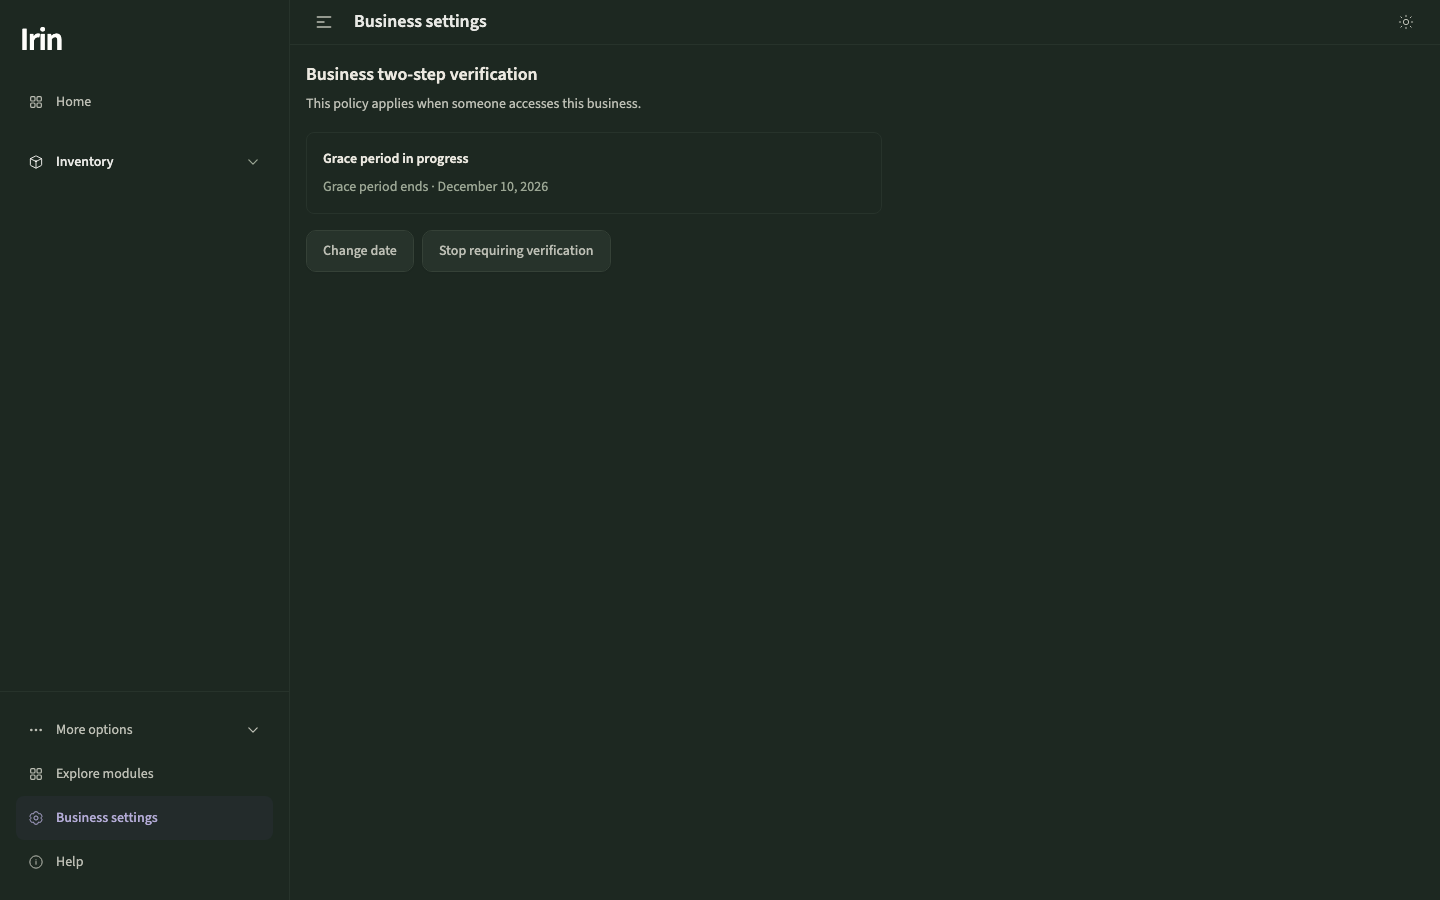 Irin
Business settings
Home
Inventory
Business two-step verification
This policy applies when someone accesses this business.
Grace period in progress
Grace period ends · December 10, 2026
Change date
Stop requiring verification
More options
Explore modules
Business settings
Help